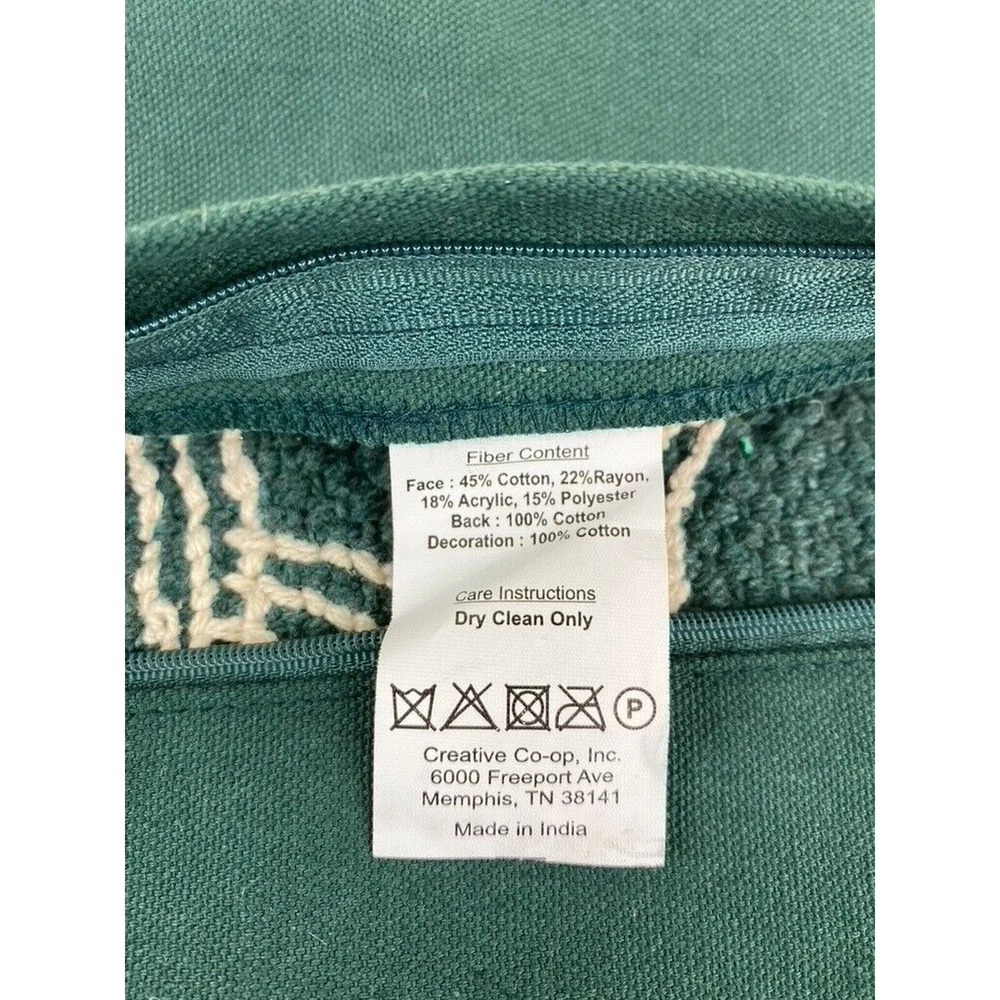 Fiber Content
Face : 45% Cotton, 22%Rayon,
18% Acrylic, 15% Polyester
Back : 100% Cotton
Decoration : 100% Cotton
Care Instructions
Dry Clean Only
P
Creative Co-op, Inc.
6000 Freeport Ave
Memphis, TN 38141
Made in India